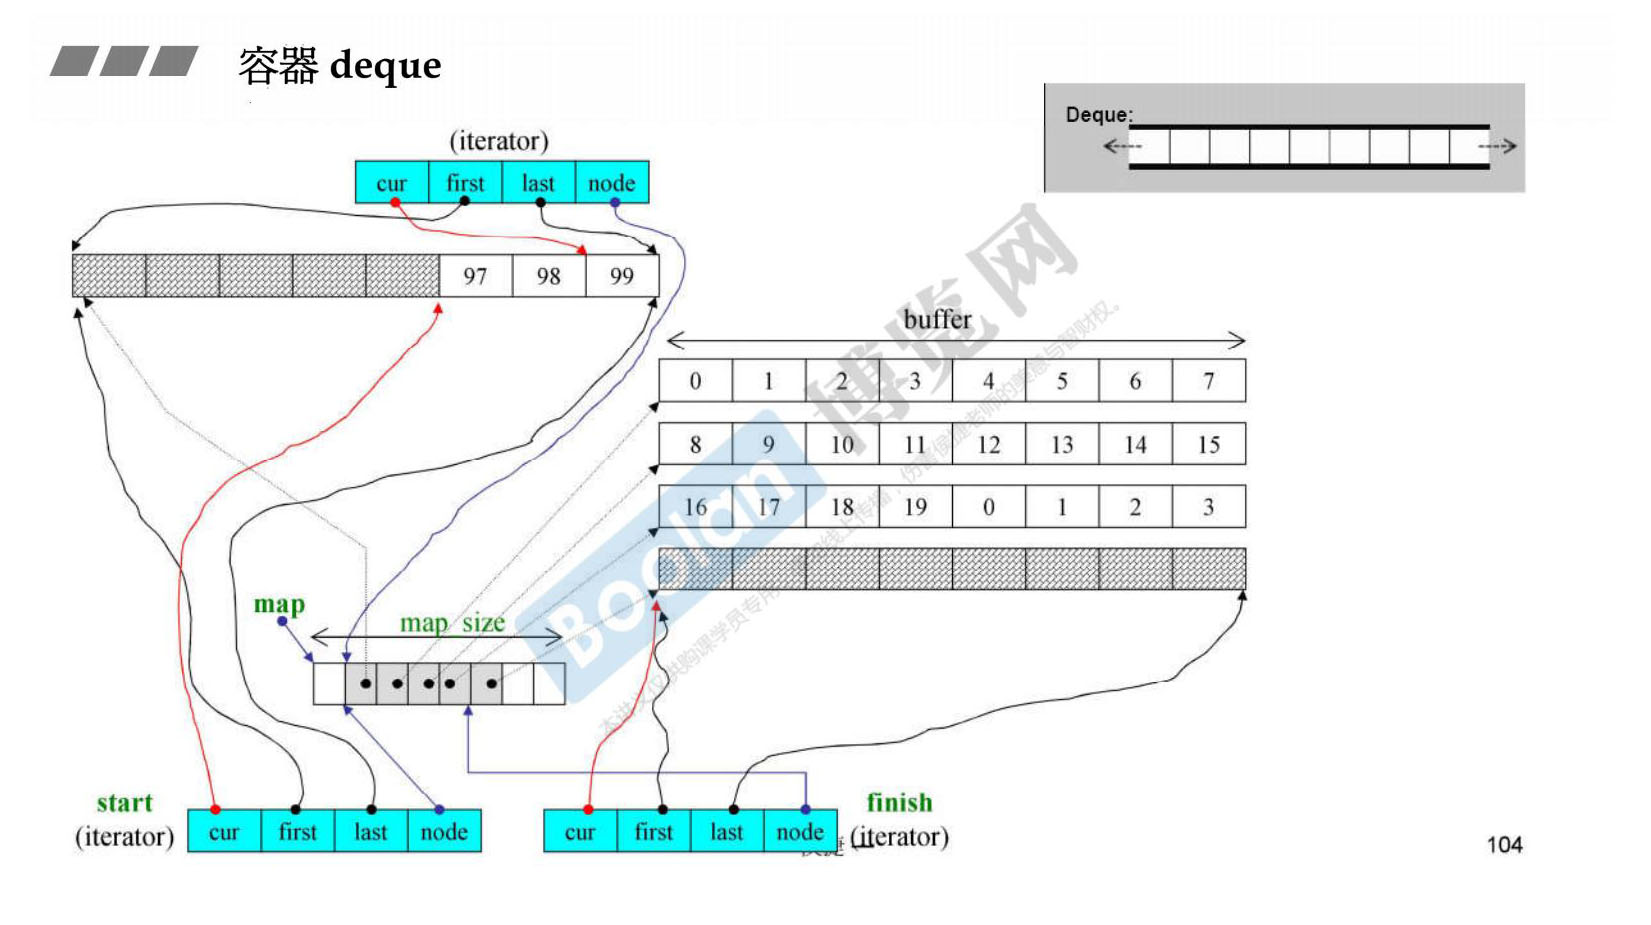 容器 deque
Deque:
(iterator)
cur first last node
97 98 99
buffer
0 1 2 3 4 5 6 7
8 9 10 11 12 13 14 15
16 17 18 19 0 1 2 3
map
map_size
start
(iterator)
cur first last node
cur first last node
finish
(iterator)
104
Boolan 博览网